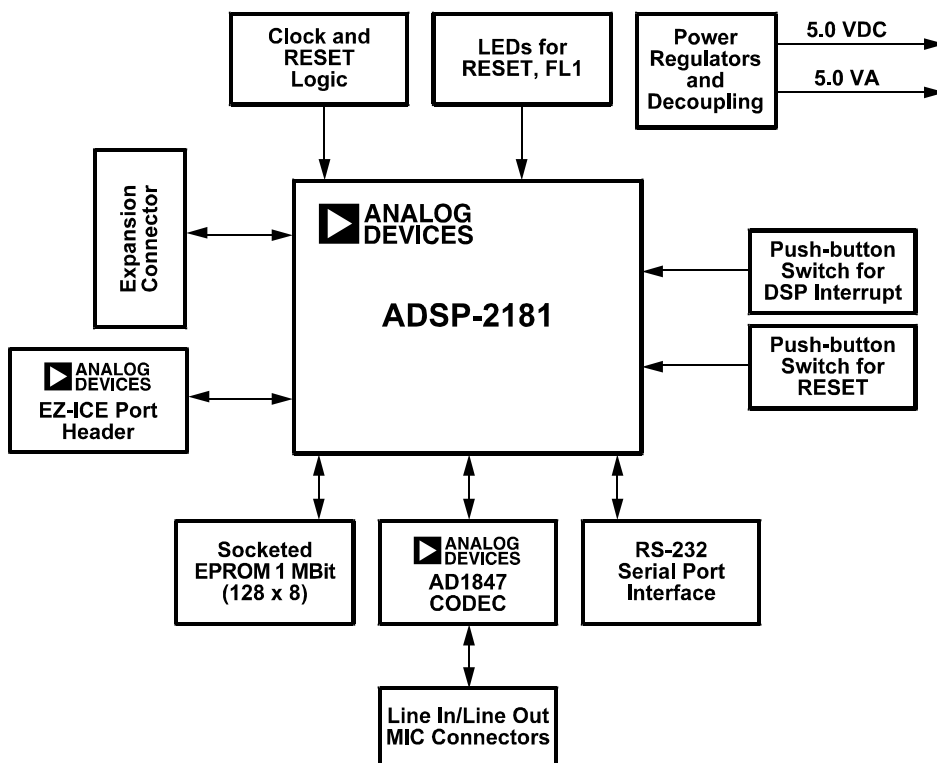 Clock and
RESET
Logic
LEDs for
RESET, FL1
Power
Regulators
and
Decoupling
5.0 VDC
5.0 VA
Expansion
Connector
ANALOG
DEVICES
ADSP-2181
Push-button
Switch for
DSP Interrupt
Push-button
Switch for
RESET
ANALOG
DEVICES
EZ-ICE Port
Header
Socketed
EPROM 1 MBit
(128 x 8)
ANALOG
DEVICES
AD1847
CODEC
RS-232
Serial Port
Interface
Line In/Line Out
MIC Connectors